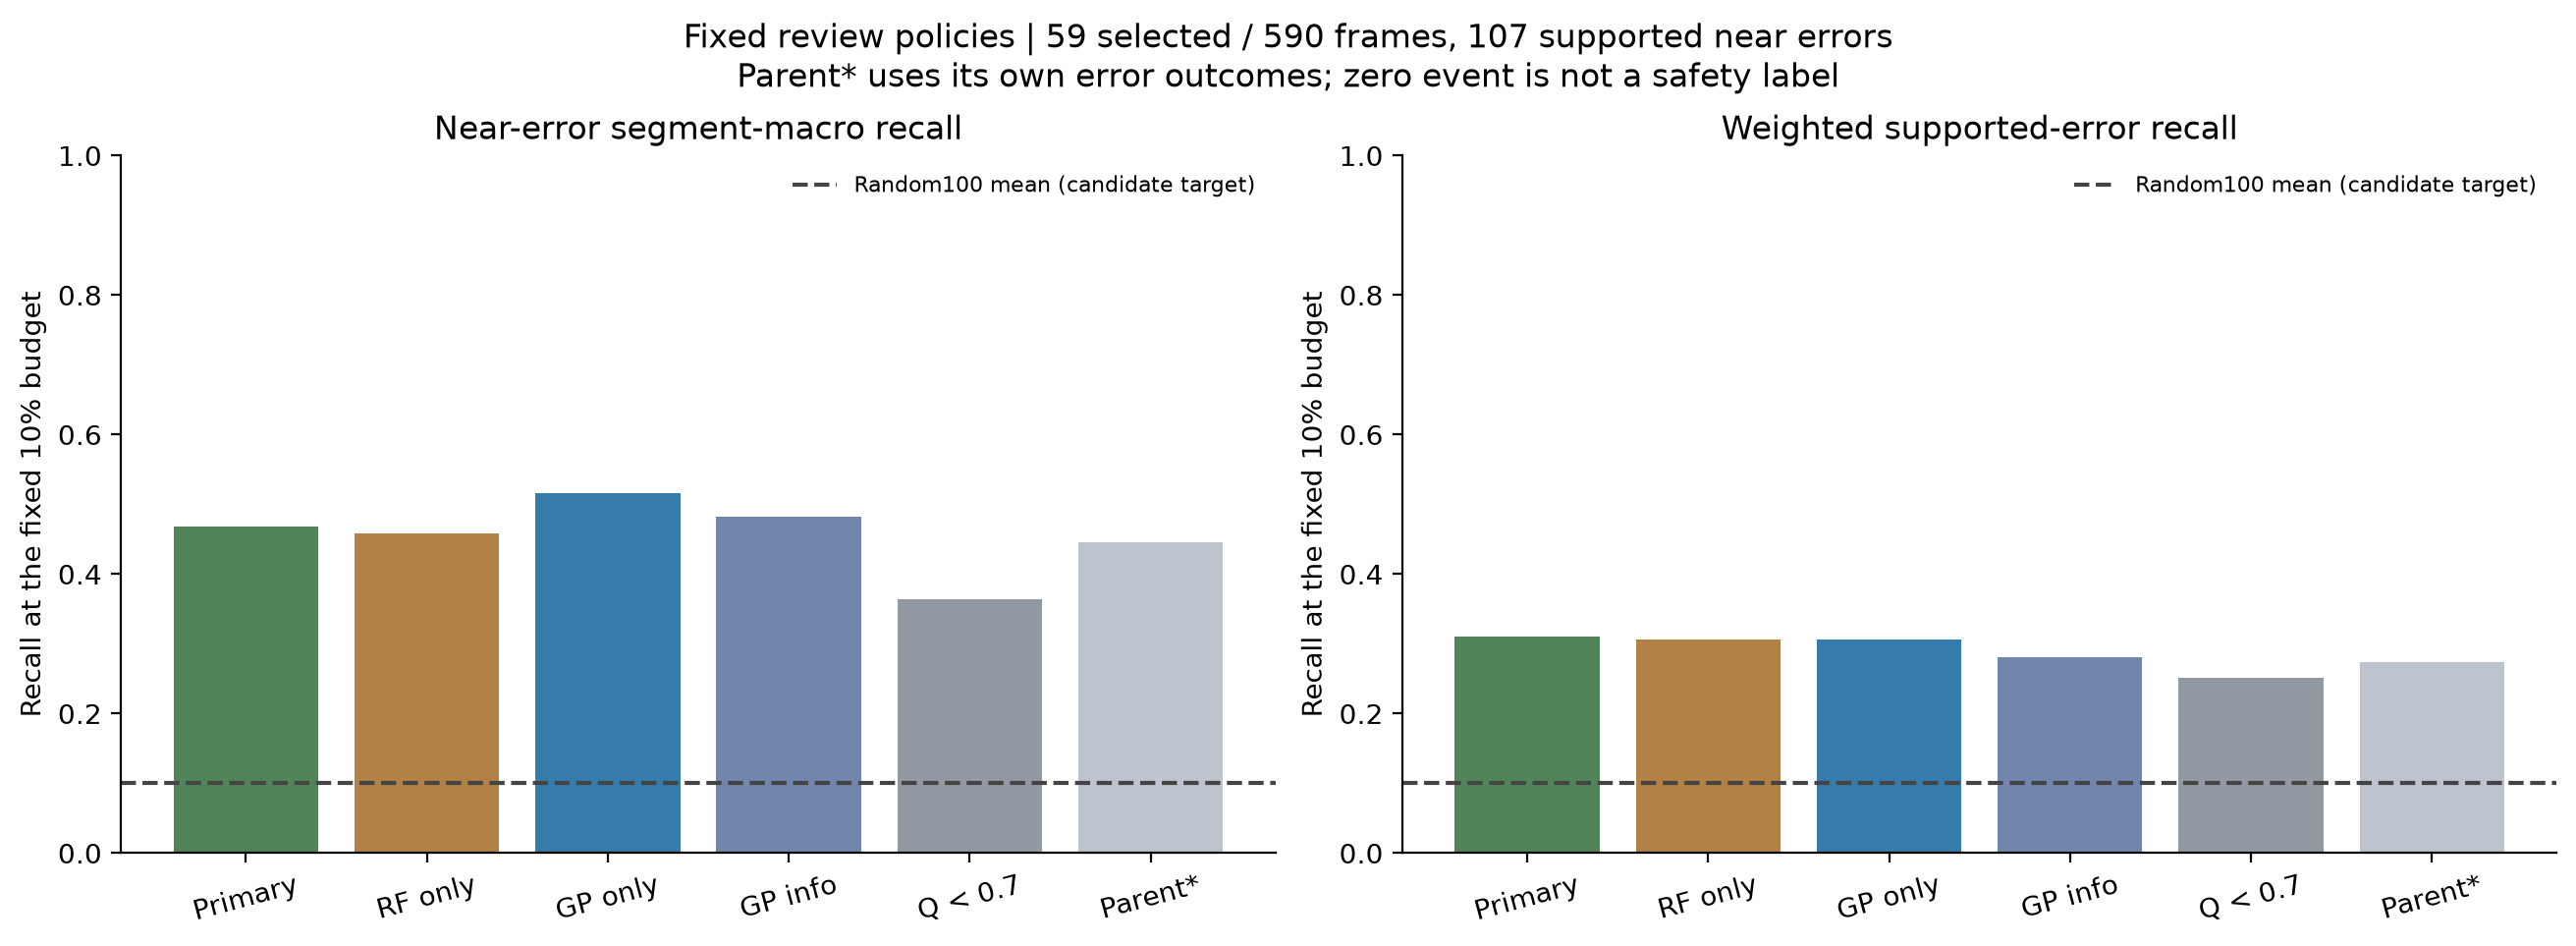 Fixed review policies | 59 selected / 590 frames, 107 supported near errors
Parent* uses its own error outcomes; zero event is not a safety label
Near-error segment-macro recall
Random100 mean (candidate target)
Recall at the fixed 10% budget
1.0
0.8
0.6
0.4
0.2
0.0
Primary
RF only
GP only
GP info
Q < 0.7
Parent*
Weighted supported-error recall
Random100 mean (candidate target)
Recall at the fixed 10% budget
1.0
0.8
0.6
0.4
0.2
0.0
Primary
RF only
GP only
GP info
Q < 0.7
Parent*